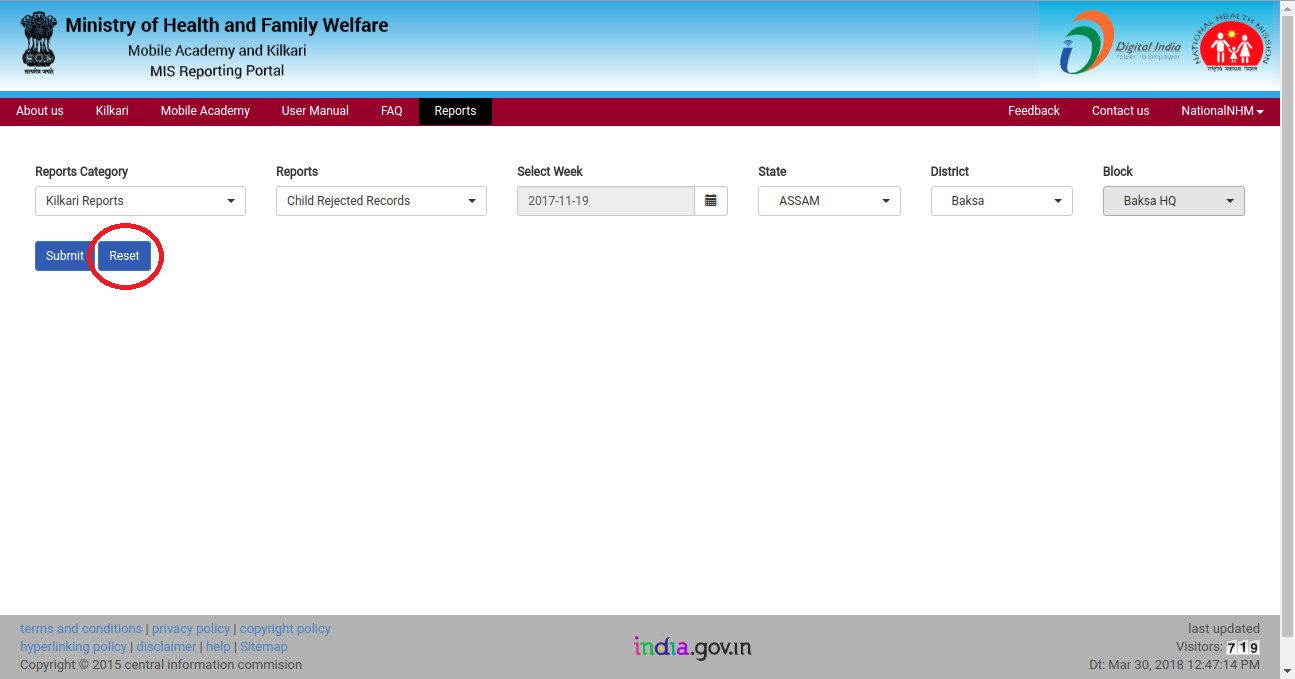 Ministry of Health and Family Welfare
Mobile Academy and Kilkari
MIS Reporting Portal
सत्यमेव जयते
Digital India
Power To Empower
NATIONAL HEALTH MISSION
राष्ट्रीय स्वास्थ्य मिशन
About us Kilkari Mobile Academy User Manual FAQ Reports Feedback Contact us NationalNHM
Reports Category Reports Select Week State District Block
Kilkari Reports Child Rejected Records 2017-11-19 ASSAM Baksa Baksa HQ
Submit Reset
terms and conditions | privacy policy | copyright policy
hyperlinking policy | disclaimer | help | Sitemap
Copyright © 2015 central information commision
india.gov.in
last updated
Visitors: 719
Dt: Mar 30, 2018 12:47:14 PM